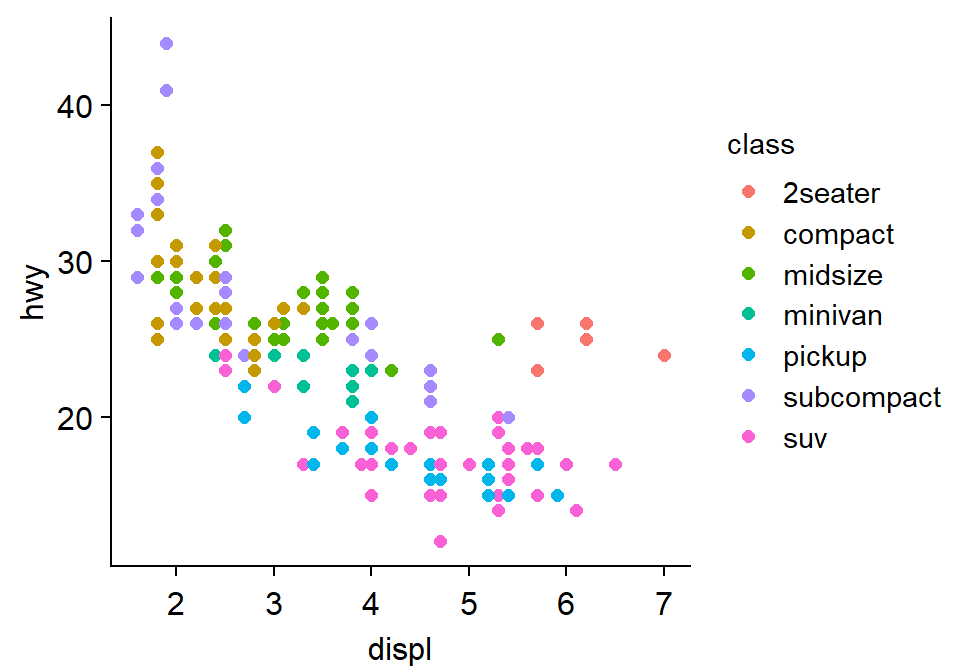 hwy
40
30
20
2 3 4 5 6 7
displ
class
2seater
compact
midsize
minivan
pickup
subcompact
suv